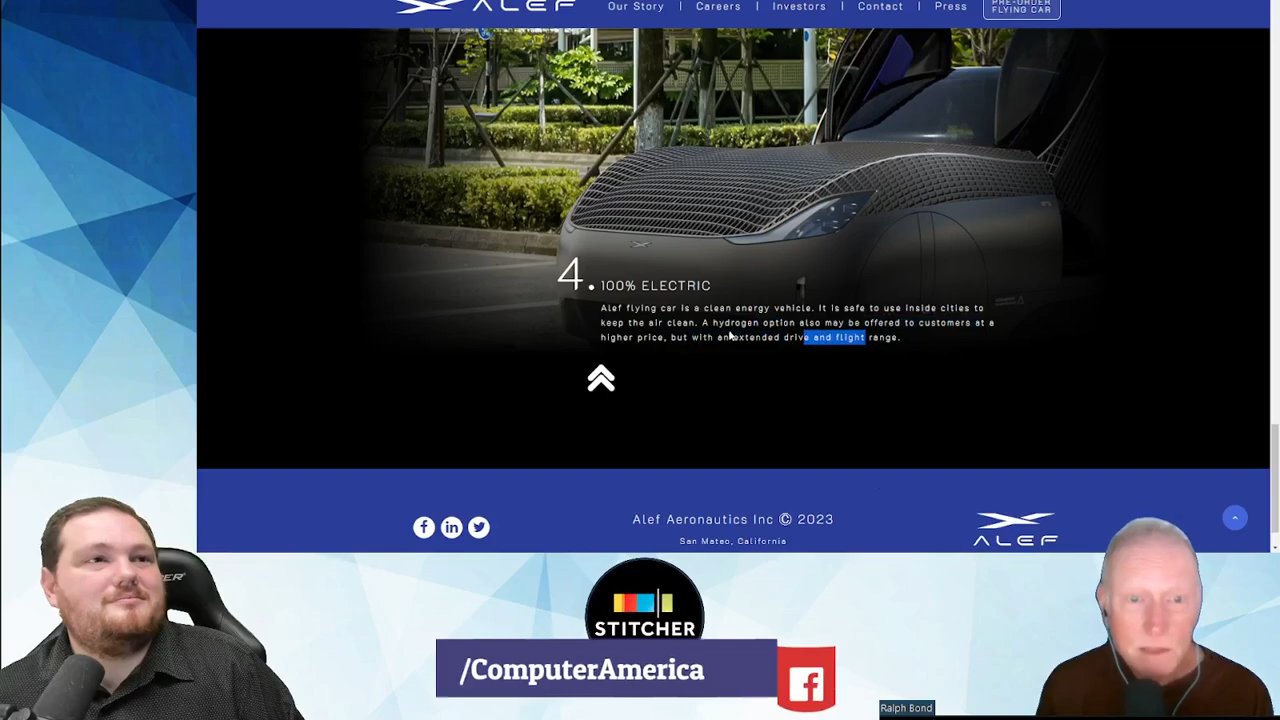 ALEF
Our Story | Careers | Investors | Contact | Press
PRE-ORDER
FLYING CAR
4. 100% ELECTRIC
Alef flying car is a clean energy vehicle. It is safe to use inside cities to
keep the air clean. A hydrogen option also may be offered to customers at a
higher price, but with an extended drive and flight range.
f in
Alef Aeronautics Inc © 2023
San Mateo, California
ALEF
STITCHER
/ComputerAmerica
f
Ralph Bond